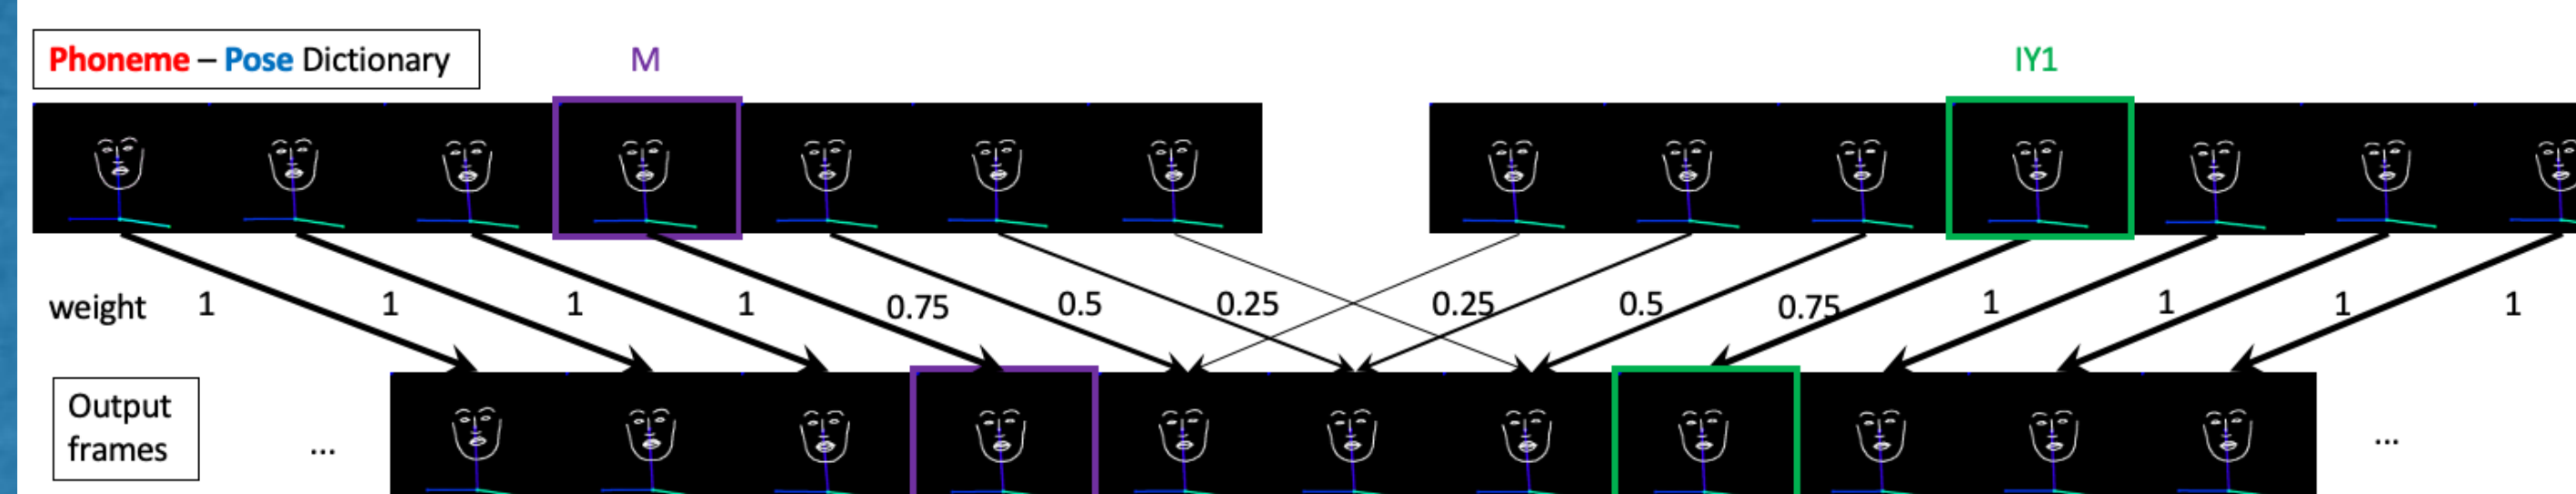 Phoneme – Pose Dictionary
M
IY1
weight 1 1 1 1 0.75 0.5 0.25 0.25 0.5 0.75 1 1 1 1
Output
frames
...
...